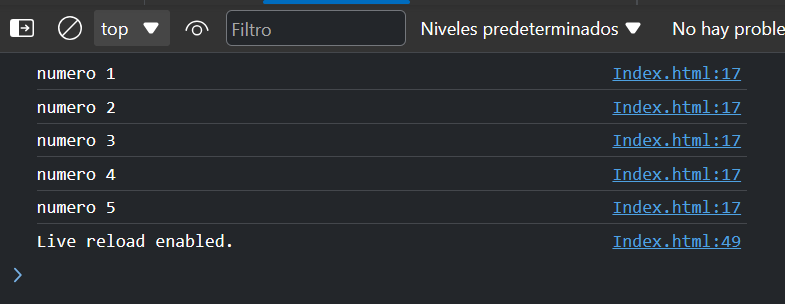 top Filtro Niveles predeterminados No hay proble
numero 1 Index.html:17
numero 2 Index.html:17
numero 3 Index.html:17
numero 4 Index.html:17
numero 5 Index.html:17
Live reload enabled. Index.html:49